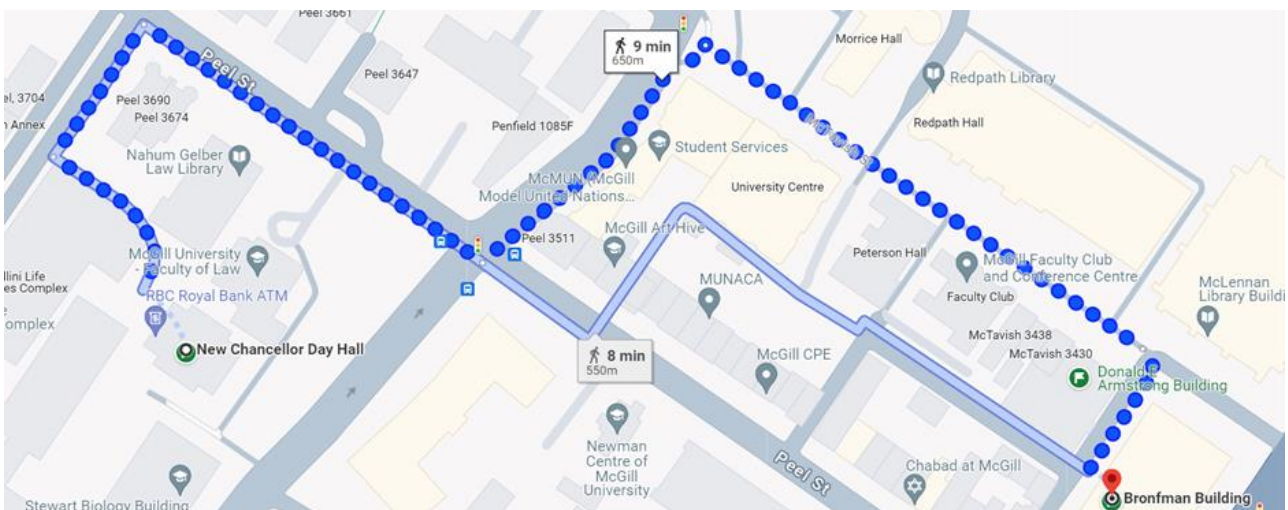 Peel 3661
Peel St
9 min
650m
Morrice Hall
Redpath Library
Peel 3647
Peel, 3704
n Annex
Peel 3690
Peel 3674
Penfield 1085F
Redpath Hall
Nahum Gelber
Law Library
Student Services
McMUN (McGill
Model United Nations...
University Centre
McTavish St
Peel 3511
McGill Art Hive
McGill University
- Faculty of Law
Peterson Hall
McGill Faculty Club
and Conference Centre
Faculty Club
llini Life
es Complex
RBC Royal Bank ATM
omplex
MUNACA
McLennan
Library Buildi
New Chancellor Day Hall
8 min
550m
McGill CPE
McTavish 3438
McTavish 3430
Donald E
Armstrong Building
Newman
Centre of
McGill
University
Peel St
Chabad at McGill
Stewart Biology Building
Bronfman Building